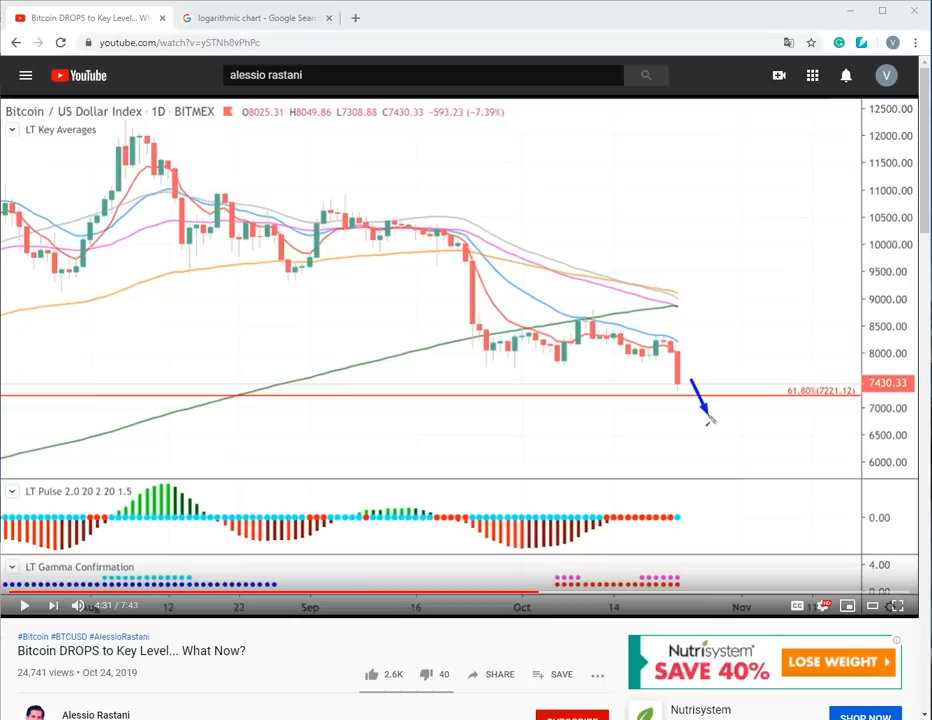 Bitcoin DROPS to Key Level... Wh
logarithmic chart - Google Sear
youtube.com/watch?v=ySTNh8vPhPc
V
YouTube
alessio rastani
V
Bitcoin / US Dollar Index · 1D · BITMEX O8025.31 H8049.86 L7308.88 C7430.33 -593.23 (-7.39%)
LT Key Averages
12500.00
12000.00
11500.00
11000.00
10500.00
10000.00
9500.00
9000.00
8500.00
8000.00
7430.33
61.80%(7221.12)
7000.00
6500.00
6000.00
LT Pulse 2.0 20 2 20 1.5
0.00
LT Gamma Confirmation
4.00
0.00
Aug 12 22 Sep 16 Oct 14 Nov 11
4:31 / 7:43
CC HD
#Bitcoin #BTCUSD #AlessioRastani
Bitcoin DROPS to Key Level... What Now?
24,741 views • Oct 24, 2019
2.6K 40 SHARE SAVE
Nutrisystem
SAVE 40%
LOSE WEIGHT
Alessio Rastani
SUBSCRIBE
Nutrisystem
SHOP NOW